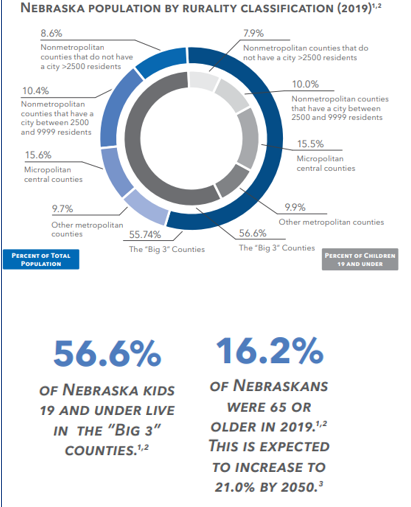 NEBRASKA POPULATION BY RURALITY CLASSIFICATION (2019)1,2
8.6%
Nonmetropolitan
counties that do not have
a city >2500 residents
7.9%
Nonmetropolitan counties that do
not have a city >2500 residents
10.4%
Nonmetropolitan
counties that have a
city between 2500
and 9999 residents
10.0%
Nonmetropolitan counties
that have a city between
2500 and 9999 residents
15.6%
Micropolitan
central counties
15.5%
Micropolitan
central counties
9.7%
Other metropolitan
counties
9.9%
Other metropolitan counties
55.74%
The "Big 3" Counties
56.6%
The "Big 3" Counties
PERCENT OF TOTAL
POPULATION
PERCENT OF CHILDREN
19 AND UNDER
56.6%
OF NEBRASKA KIDS
19 AND UNDER LIVE
IN THE "BIG 3"
COUNTIES.1,2
16.2%
OF NEBRASKANS
WERE 65 OR
OLDER IN 2019.1,2
THIS IS EXPECTED
TO INCREASE TO
21.0% BY 2050.3